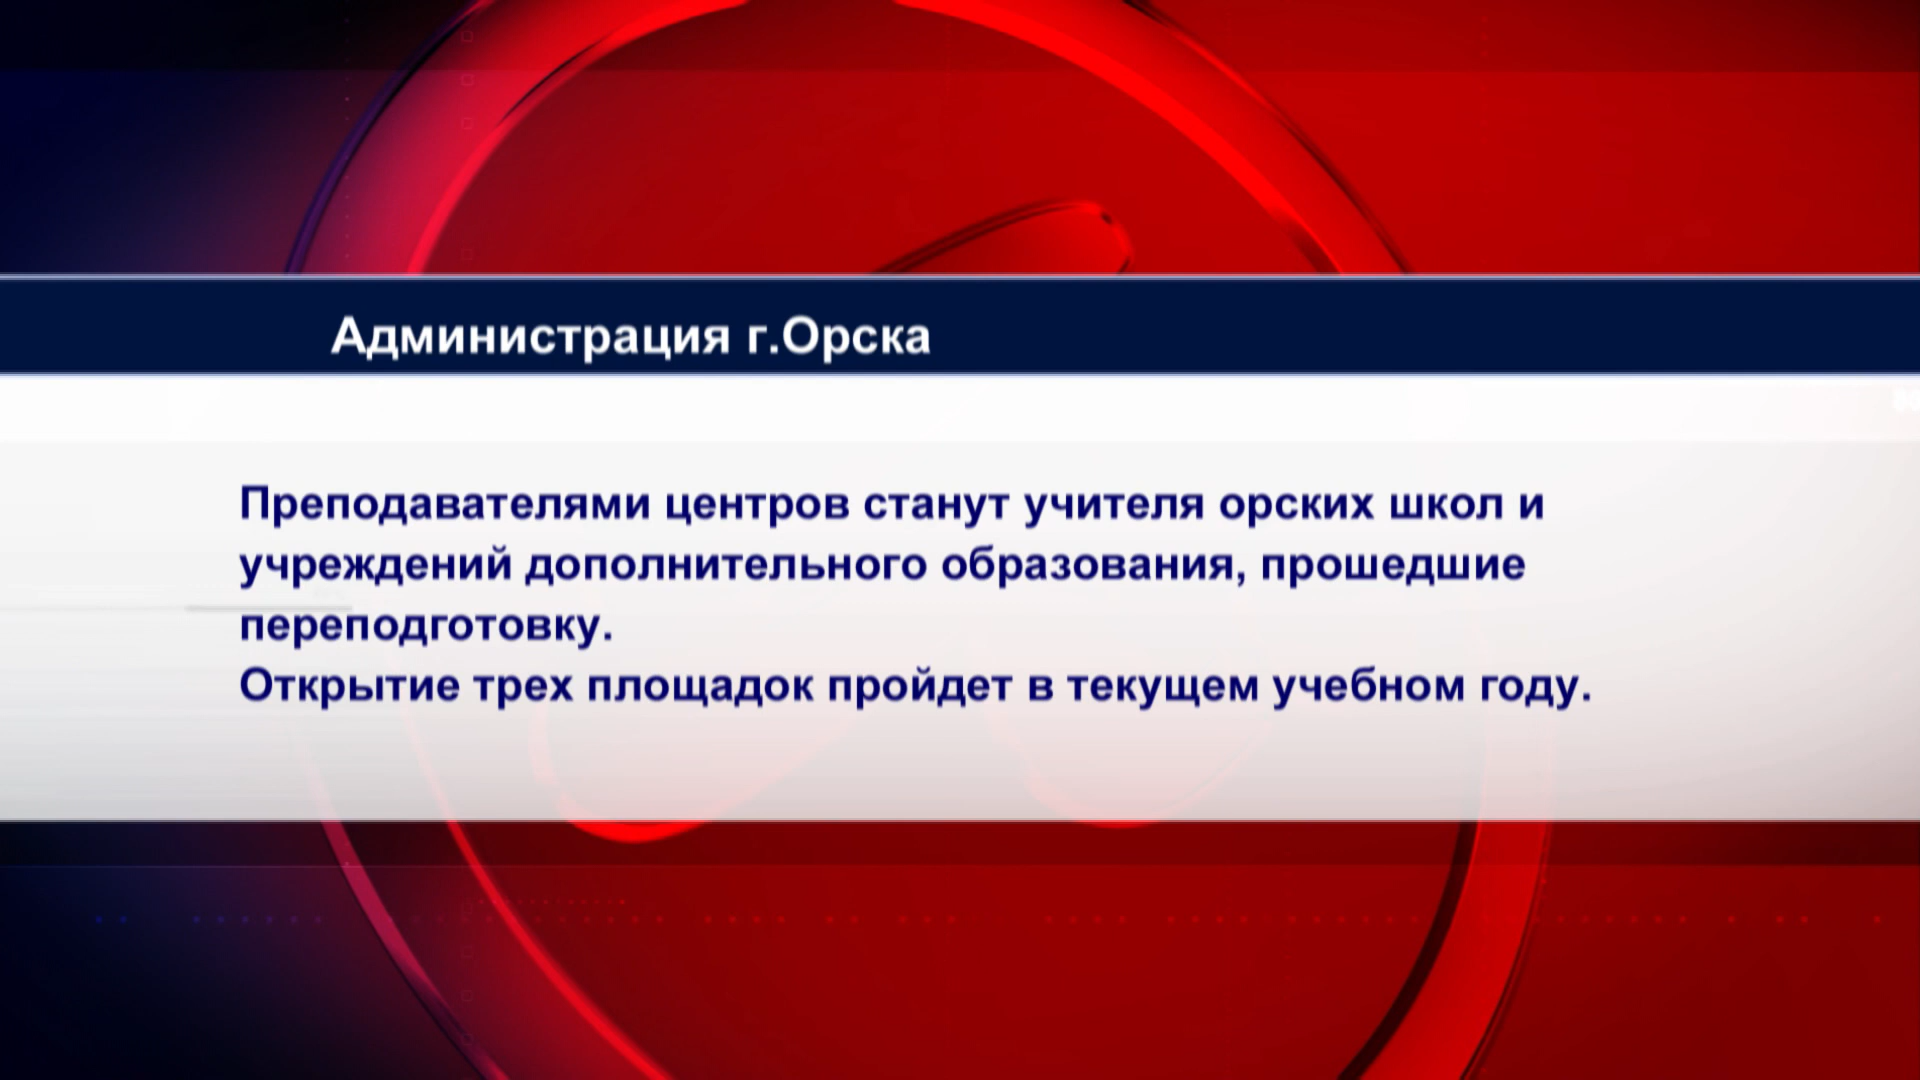 Администрация г.Орска
Преподавателями центров станут учителя орских школ и
учреждений дополнительного образования, прошедшие
переподготовку.
Открытие трех площадок пройдет в текущем учебном году.